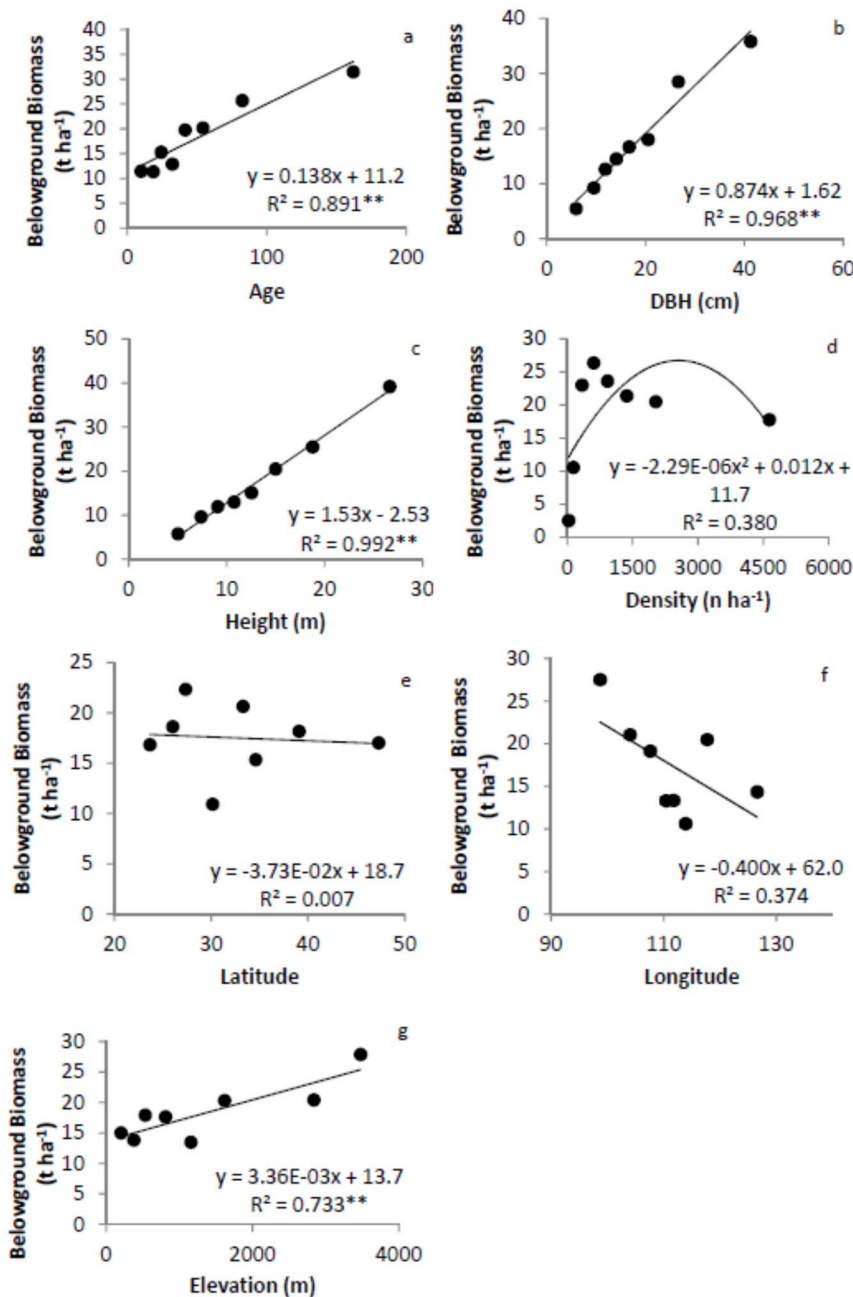 a
Belowground Biomass
(t ha⁻¹)
40
35
30
25
20
15
10
5
0
y = 0.138x + 11.2
R² = 0.891**
0 100 200
Age
b
Belowground Biomass
(t ha⁻¹)
40
30
20
10
0
y = 0.874x + 1.62
R² = 0.968**
0 20 40 60
DBH (cm)
c
Belowground Biomass
(t ha⁻¹)
50
40
30
20
10
0
y = 1.53x - 2.53
R² = 0.992**
0 10 20 30
Height (m)
d
Belowground Biomass
(t ha⁻¹)
30
25
20
15
10
5
0
y = -2.29E-06x² + 0.012x +
11.7
R² = 0.380
0 1500 3000 4500 6000
Density (n ha⁻¹)
e
Belowground Biomass
(t ha⁻¹)
25
20
15
10
5
0
y = -3.73E-02x + 18.7
R² = 0.007
20 30 40 50
Latitude
f
Belowground Biomass
(t ha⁻¹)
30
25
20
15
10
5
0
y = -0.400x + 62.0
R² = 0.374
90 110 130
Longitude
g
Belowground Biomass
(t ha⁻¹)
30
25
20
15
10
5
0
y = 3.36E-03x + 13.7
R² = 0.733**
0 2000 4000
Elevation (m)